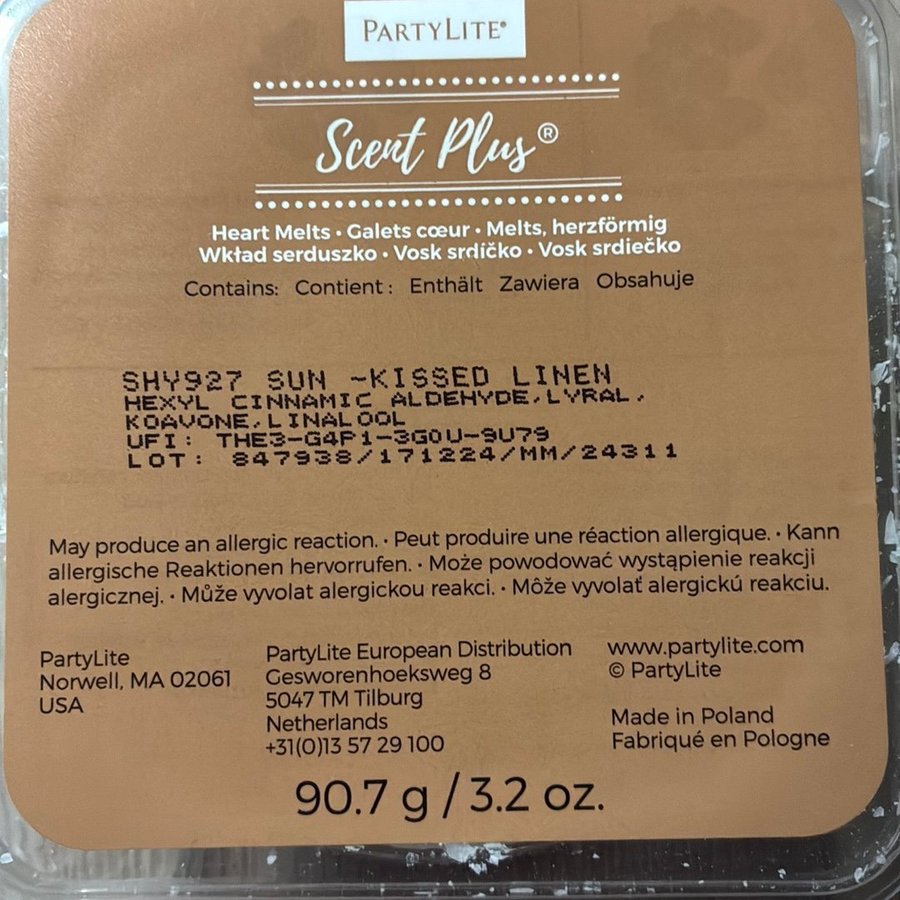 PARTYLITE®
Scent Plus®
Heart Melts • Galets cœur • Melts, herzförmig
Wkład serduszko • Vosk srdíčko • Vosk srdiečko
Contains: Contient : Enthält Zawiera Obsahuje
SHY927 SUN ~KISSED LINEN
HEXYL CINNAMIC ALDEHYDE,LYRAL,
KOAVONE,LINALOOL
UFI: THE3-G4P1-3G0U-9U79
LOT: 847938/171224/MM/24311
May produce an allergic reaction. • Peut produire une réaction allergique. • Kann
allergische Reaktionen hervorrufen. • Może powodować wystąpienie reakcji
alergicznej. • Může vyvolat alergickou reakci. • Môže vyvolať alergickú reakciu.
PartyLite
Norwell, MA 02061
USA
PartyLite European Distribution
Gesworenhoeksweg 8
5047 TM Tilburg
Netherlands
+31(0)13 57 29 100
www.partylite.com
© PartyLite
Made in Poland
Fabriqué en Pologne
90.7 g / 3.2 oz.